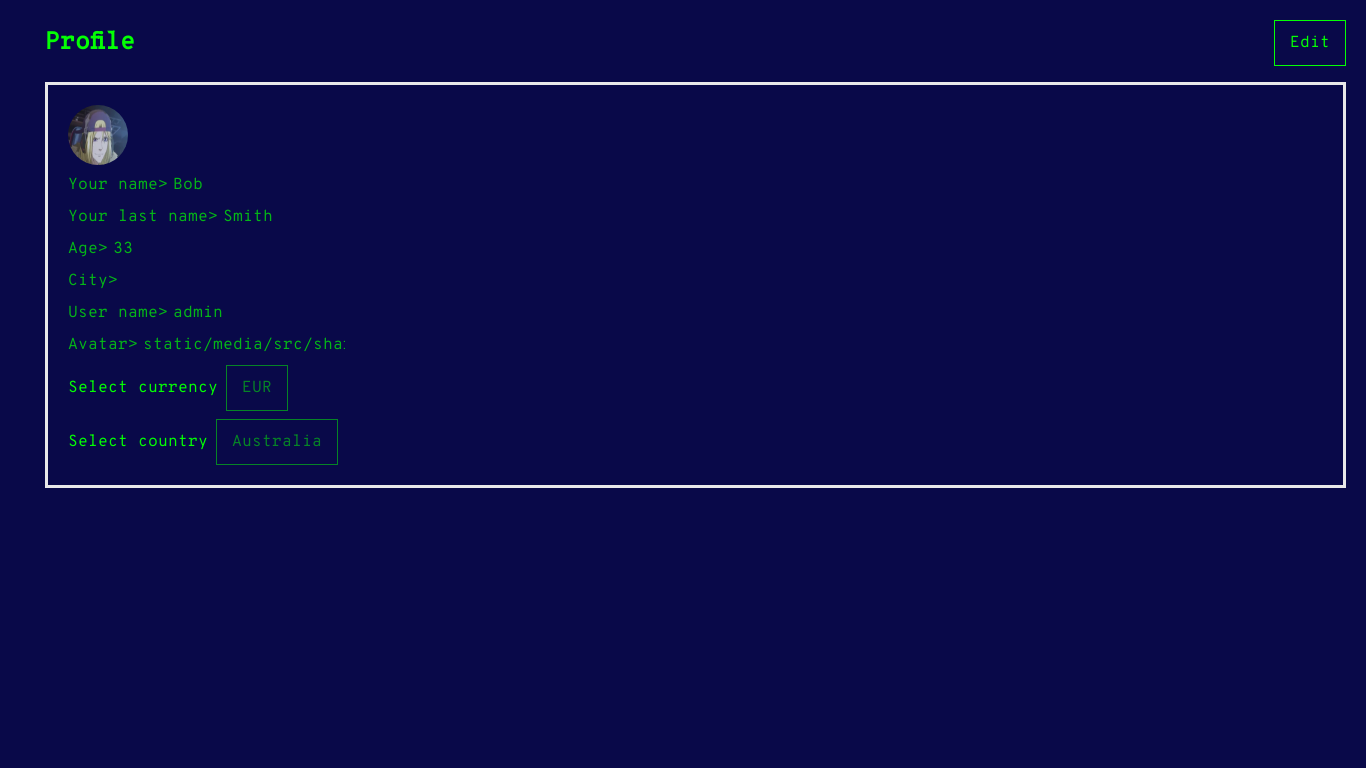 Profile
Edit
Your name> Bob
Your last name> Smith
Age> 33
City>
User name> admin
Avatar> static/media/src/sha
Select currency EUR
Select country Australia